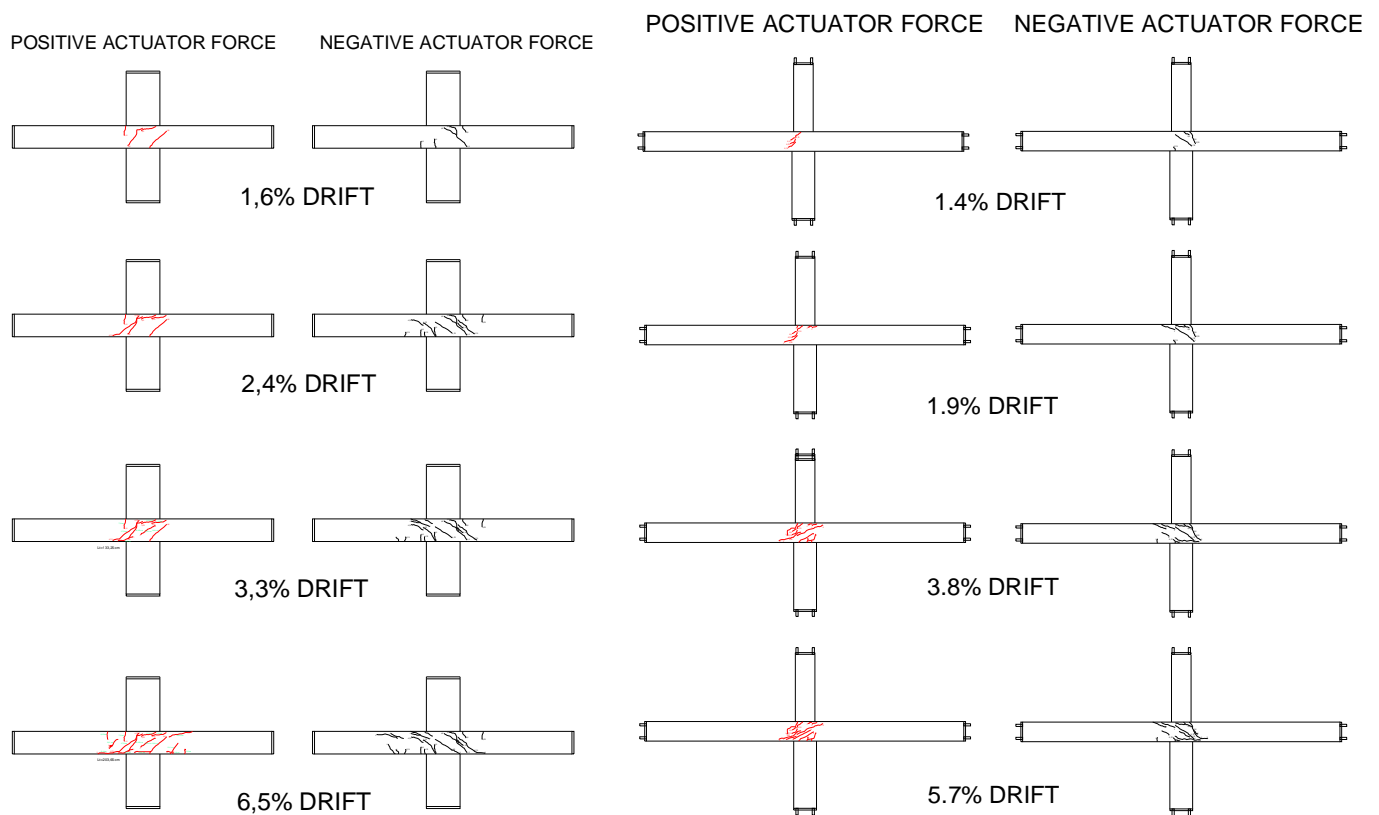 POSITIVE ACTUATOR FORCE
NEGATIVE ACTUATOR FORCE
1,6% DRIFT
2,4% DRIFT
3,3% DRIFT
6,5% DRIFT
POSITIVE ACTUATOR FORCE
NEGATIVE ACTUATOR FORCE
1.4% DRIFT
1.9% DRIFT
3.8% DRIFT
5.7% DRIFT